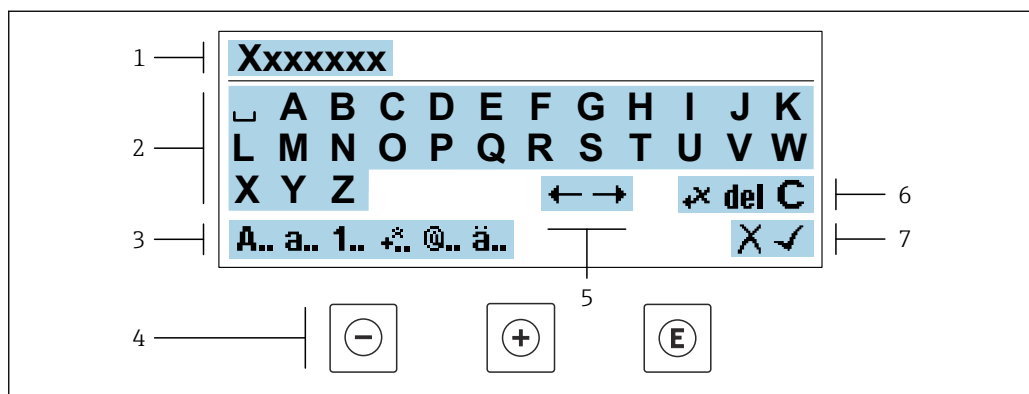 1 Xxxxxxx
␣ A B C D E F G H I J K
2 L M N O P Q R S T U V W
X Y Z ← → +× del C 6
3 A.. a.. 1.. +*.. @.. ä.. X ✓ 7
5
4 − + E